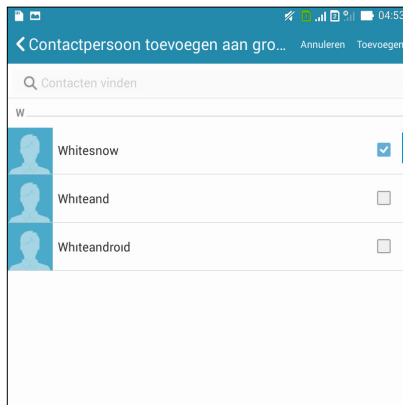 04:53
Contactpersoon toevoegen aan gro... Annuleren Toevoegen
Contacten vinden
W
Whitesnow
Whiteand
Whiteandroid